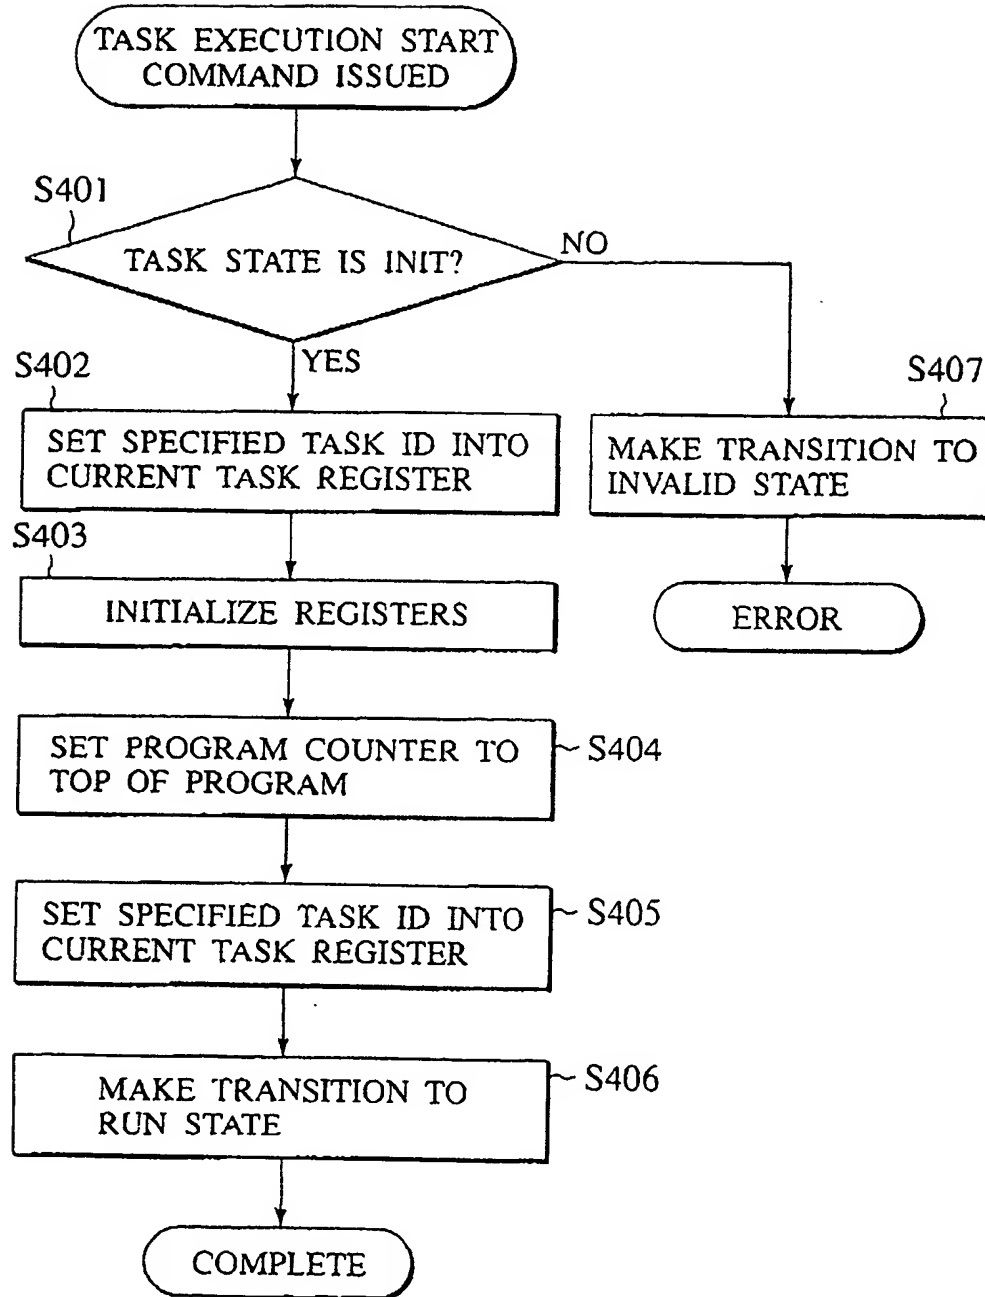 TASK EXECUTION START
COMMAND ISSUED
S401
TASK STATE IS INIT?
NO
YES
S402
SET SPECIFIED TASK ID INTO
CURRENT TASK REGISTER
S407
MAKE TRANSITION TO
INVALID STATE
S403
INITIALIZE REGISTERS
ERROR
SET PROGRAM COUNTER TO
TOP OF PROGRAM
S404
SET SPECIFIED TASK ID INTO
CURRENT TASK REGISTER
S405
MAKE TRANSITION TO
RUN STATE
S406
COMPLETE